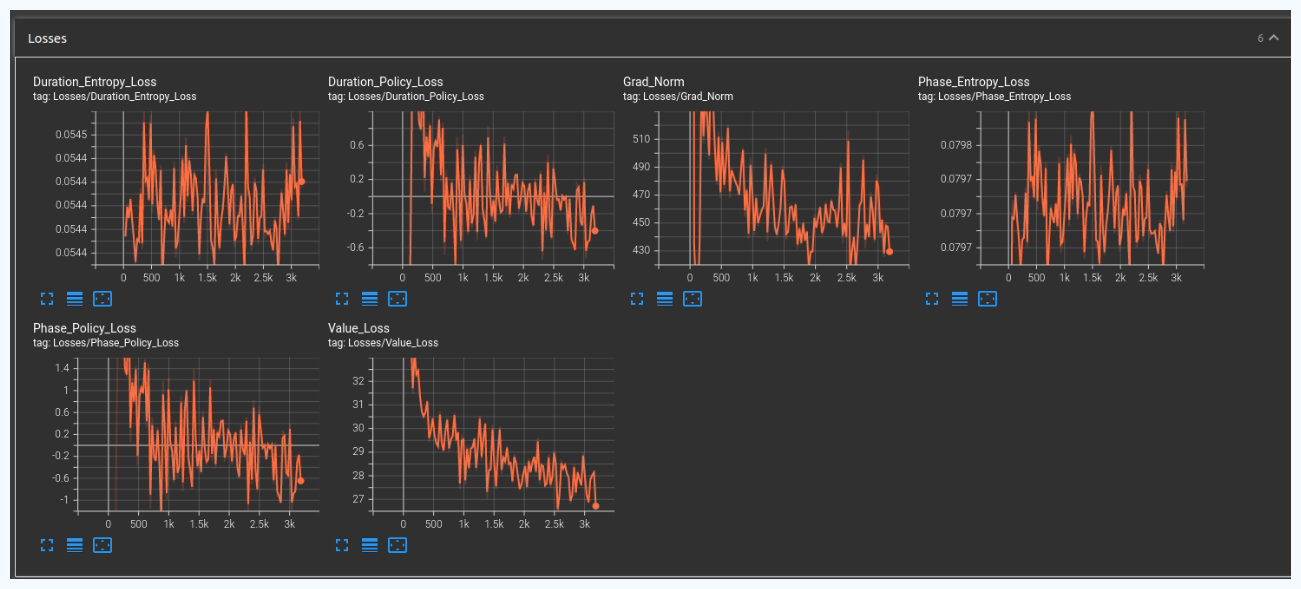 Losses
6
Duration_Entropy_Loss
tag: Losses/Duration_Entropy_Loss
0.0545
0.0544
0.0544
0.0544
0.0544
0.0544
0 500 1k 1.5k 2k 2.5k 3k
Duration_Policy_Loss
tag: Losses/Duration_Policy_Loss
0.6
0.2
-0.2
-0.6
0 500 1k 1.5k 2k 2.5k 3k
Grad_Norm
tag: Losses/Grad_Norm
510
490
470
450
430
0 500 1k 1.5k 2k 2.5k 3k
Phase_Entropy_Loss
tag: Losses/Phase_Entropy_Loss
0.0798
0.0797
0.0797
0.0797
0 500 1k 1.5k 2k 2.5k 3k
Phase_Policy_Loss
tag: Losses/Phase_Policy_Loss
1.4
1
0.6
0.2
-0.2
-0.6
-1
0 500 1k 1.5k 2k 2.5k 3k
Value_Loss
tag: Losses/Value_Loss
32
31
30
29
28
27
0 500 1k 1.5k 2k 2.5k 3k